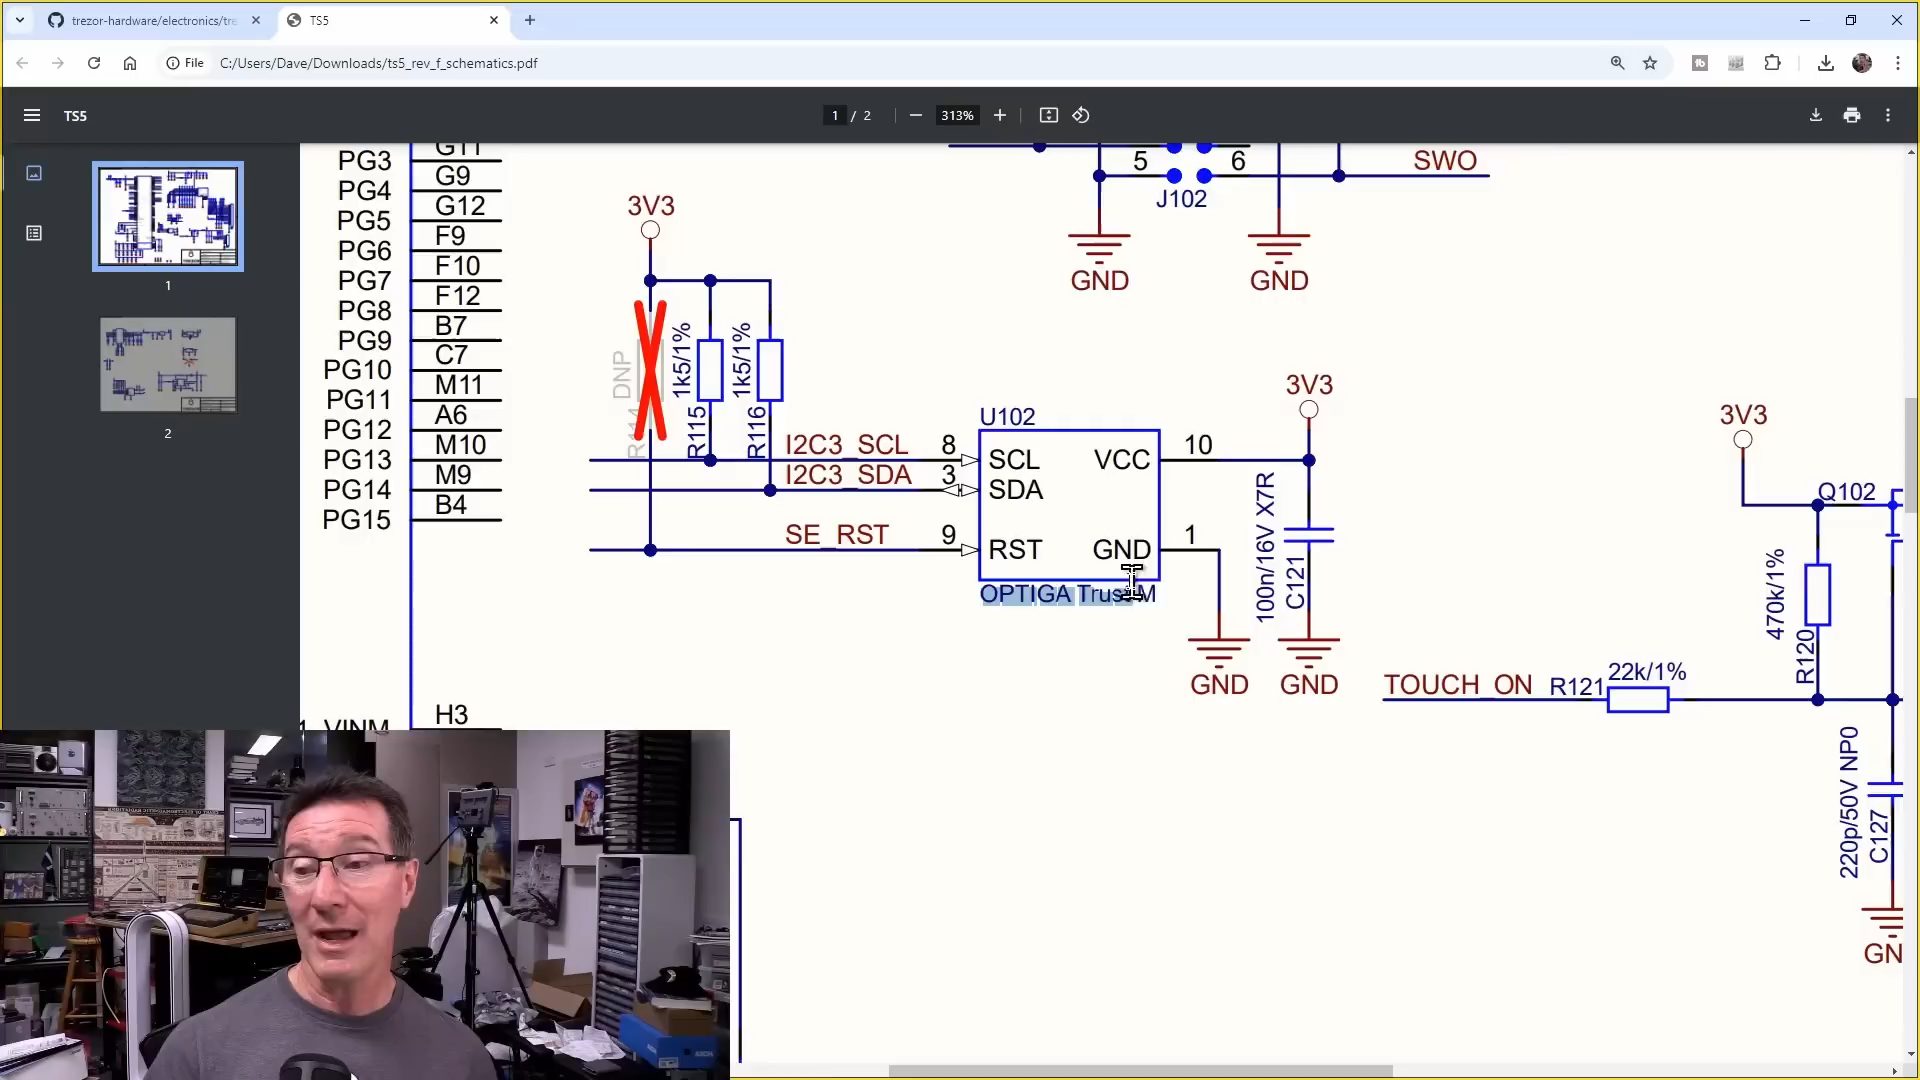 trezor-hardware/electronics/tre
TS5
File
C:/Users/Dave/Downloads/ts5_rev_f_schematics.pdf
TS5
1 / 2
313%
1
2
PG3 G11
PG4 G9
PG5 G12
PG6 F9
PG7 F10
PG8 F12
PG9 B7
PG10 C7
PG11 M11
PG12 A6
PG13 M10
PG14 M9
PG15 B4
H3
VINM
5 6
J102
SWO
GND GND
3V3
R114 DNP
R115 1k5/1%
R116 1k5/1%
I2C3_SCL 8
I2C3_SDA 3
SE_RST 9
U102
SCL VCC 10
SDA
RST GND 1
OPTIGA Trust M
3V3
100n/16V X7R
C121
GND GND
3V3
Q102
470k/1%
R120
TOUCH_ON R121 22k/1%
220p/50V NP0
C127
GN